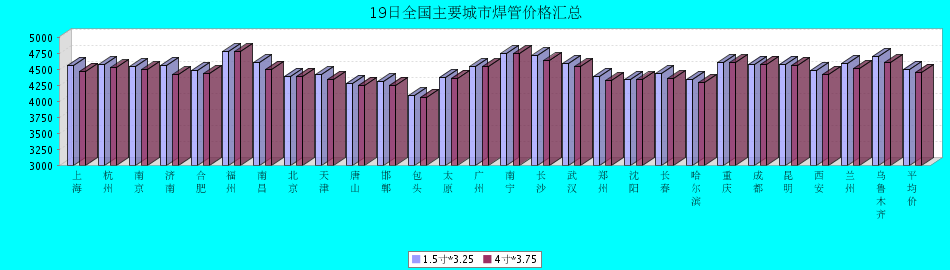 19日全国主要城市焊管价格汇总
5000
4750
4500
4250
4000
3750
3500
3250
3000
上海
杭州
南京
济南
合肥
福州
南昌
北京
天津
唐山
邯郸
包头
太原
广州
南宁
长沙
武汉
郑州
沈阳
长春
哈尔滨
重庆
成都
昆明
西安
兰州
乌鲁木齐
平均价
1.5寸*3.25
4寸*3.75